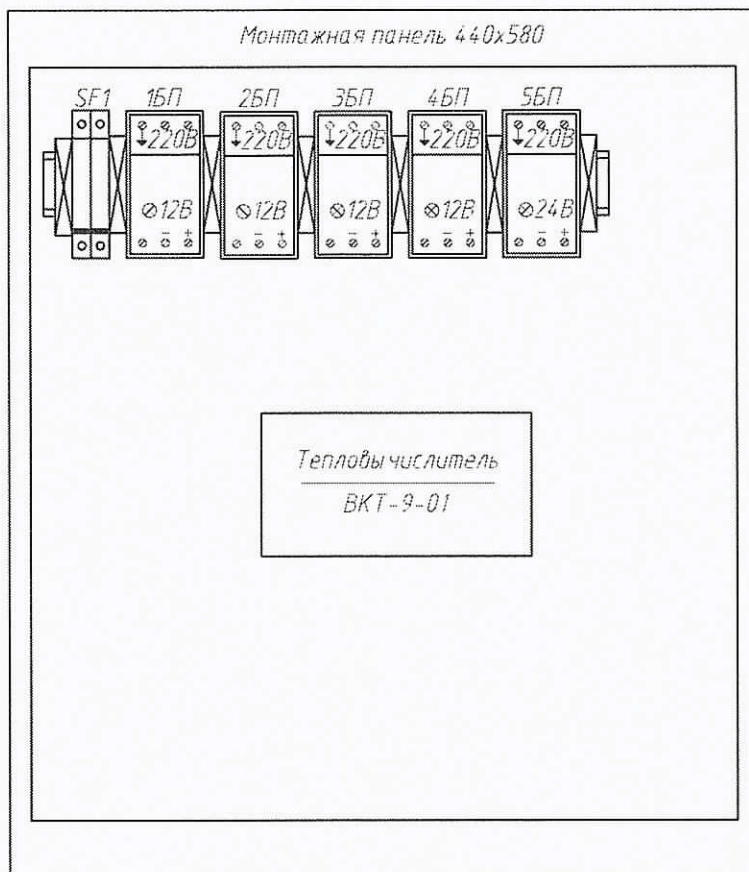 Монтажная панель 440х580
SF1 1БП 2БП 3БП 4БП 5БП
220В 220В 220В 220В 220В
12В 12В 12В 12В 24В
- + - + - + - + - +
Тепловычислитель
ВКТ-9-01